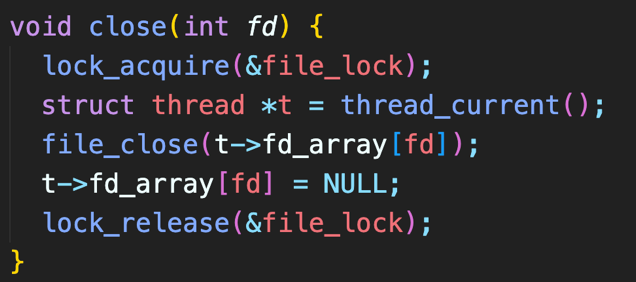 void close(int fd) {
  lock_acquire(&file_lock);
  struct thread *t = thread_current();
  file_close(t->fd_array[fd]);
  t->fd_array[fd] = NULL;
  lock_release(&file_lock);
}